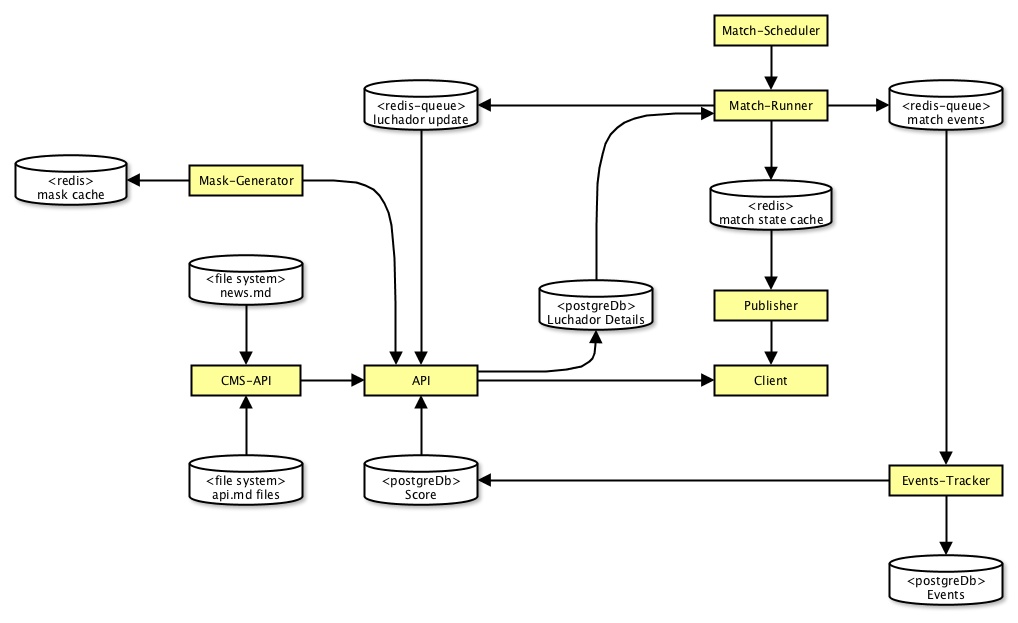 Match-Scheduler
<redis-queue>
luchador update
Match-Runner
<redis-queue>
match events
<redis>
mask cache
Mask-Generator
<redis>
match state cache
<file system>
news.md
<postgreDb>
Luchador Details
Publisher
CMS-API
API
Client
<file system>
api.md files
<postgreDb>
Score
Events-Tracker
<postgreDb>
Events